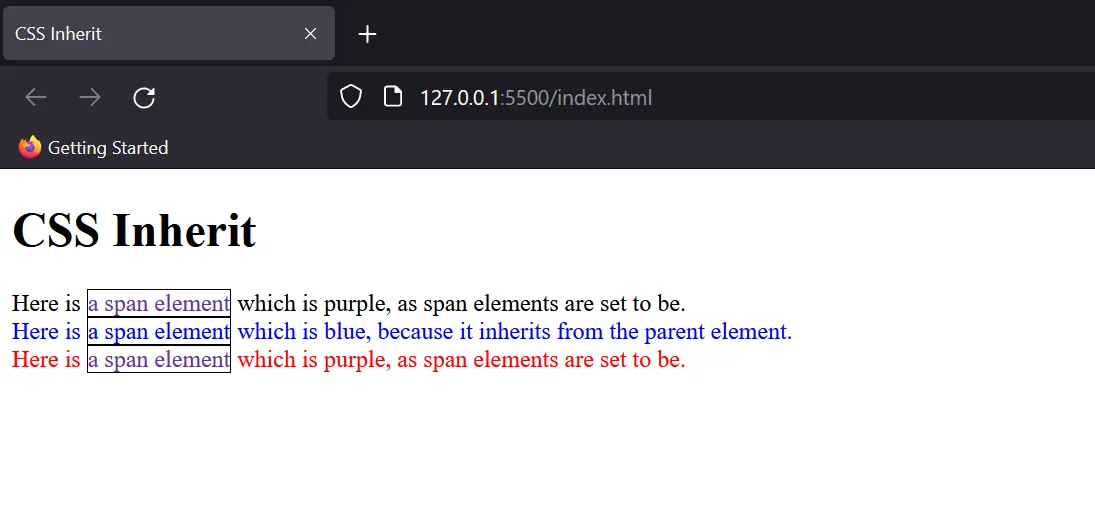 CSS Inherit
127.0.0.1:5500/index.html
Getting Started
CSS Inherit
Here is a span element which is purple, as span elements are set to be.
Here is a span element which is blue, because it inherits from the parent element.
Here is a span element which is purple, as span elements are set to be.